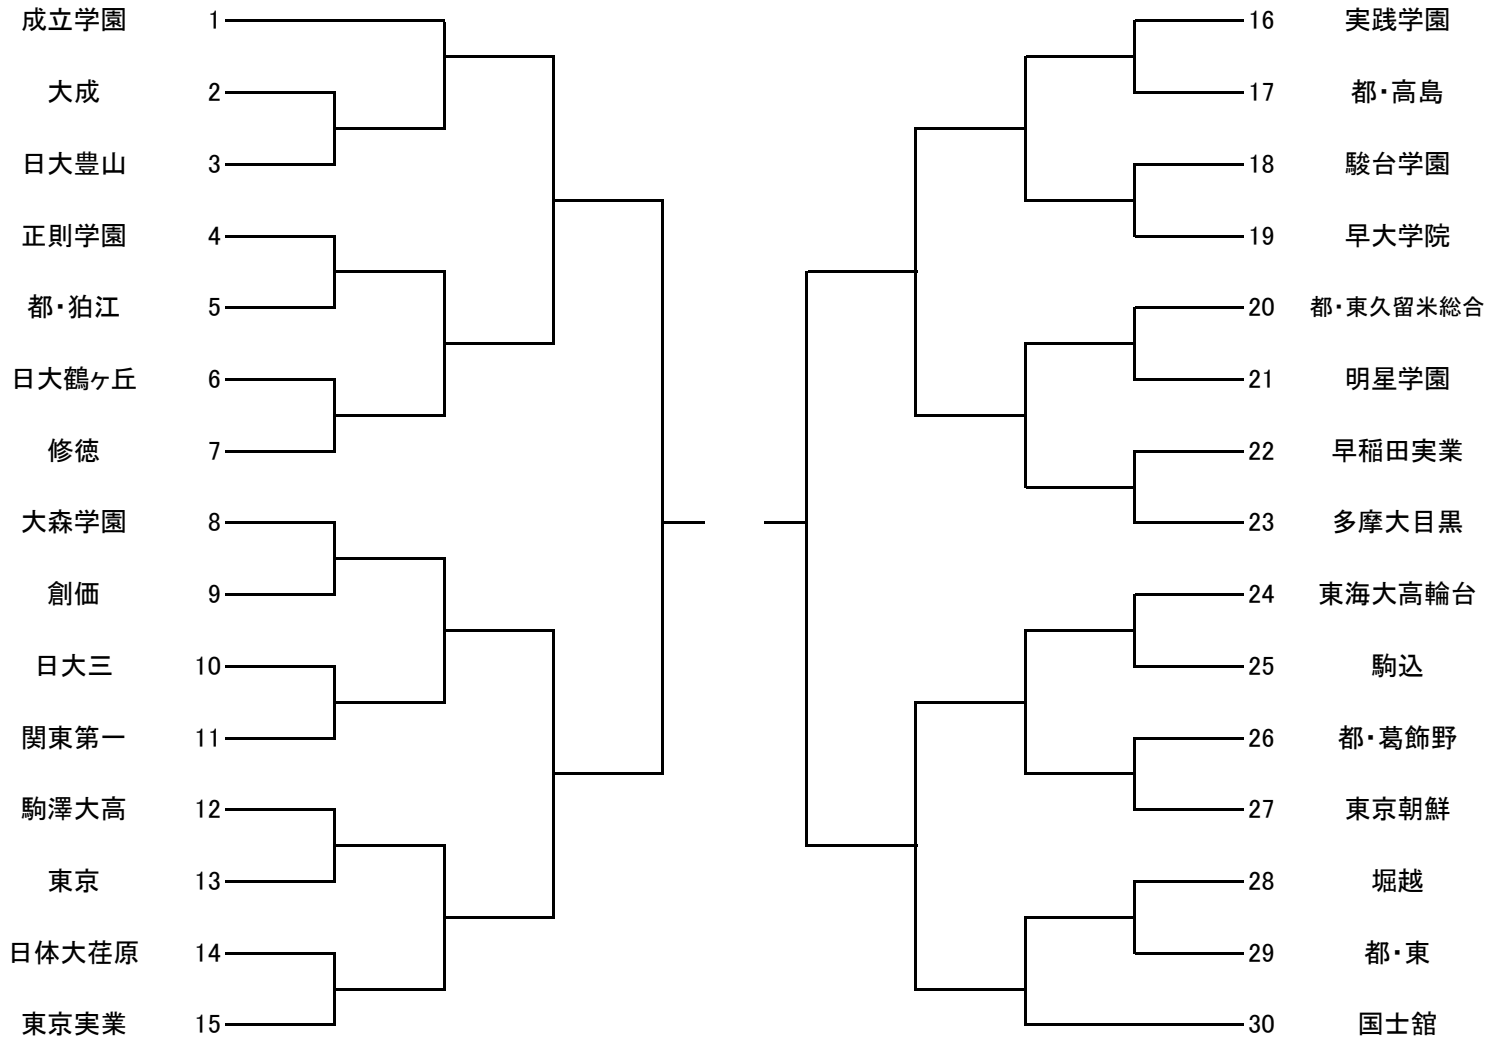 成立学園 1
大成 2
日大豊山 3
正則学園 4
都・狛江 5
日大鶴ヶ丘 6
修徳 7
大森学園 8
創価 9
日大三 10
関東第一 11
駒澤大高 12
東京 13
日体大荏原 14
東京実業 15
16 実践学園
17 都・高島
18 駿台学園
19 早大学院
20 都・東久留米総合
21 明星学園
22 早稲田実業
23 多摩大目黒
24 東海大高輪台
25 駒込
26 都・葛飾野
27 東京朝鮮
28 堀越
29 都・東
30 国士舘